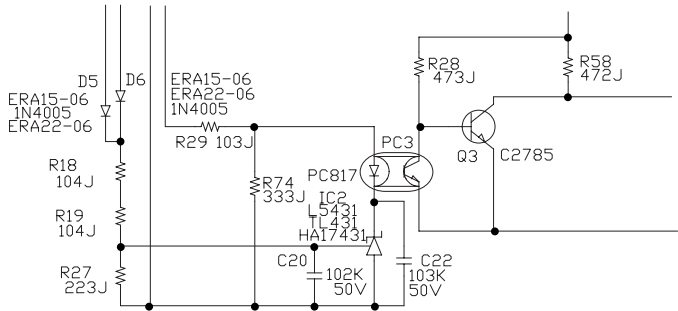 D5
D6
ERA15-06
ERA22-06
1N4005
ERA15-06
1N4005
ERA22-06
R29 103J
R28
473J
R58
472J
PC3
Q3
C2785
R18
104J
R74
333J
PC817
IC2
L5431
TL431
HA17431
R19
104J
R27
223J
C20
102K
50V
C22
103K
50V